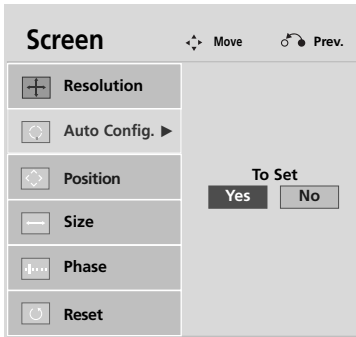 Screen
Move
Prev.
Resolution
Auto Config. ►
Position
Size
Phase
Reset
To Set
Yes
No